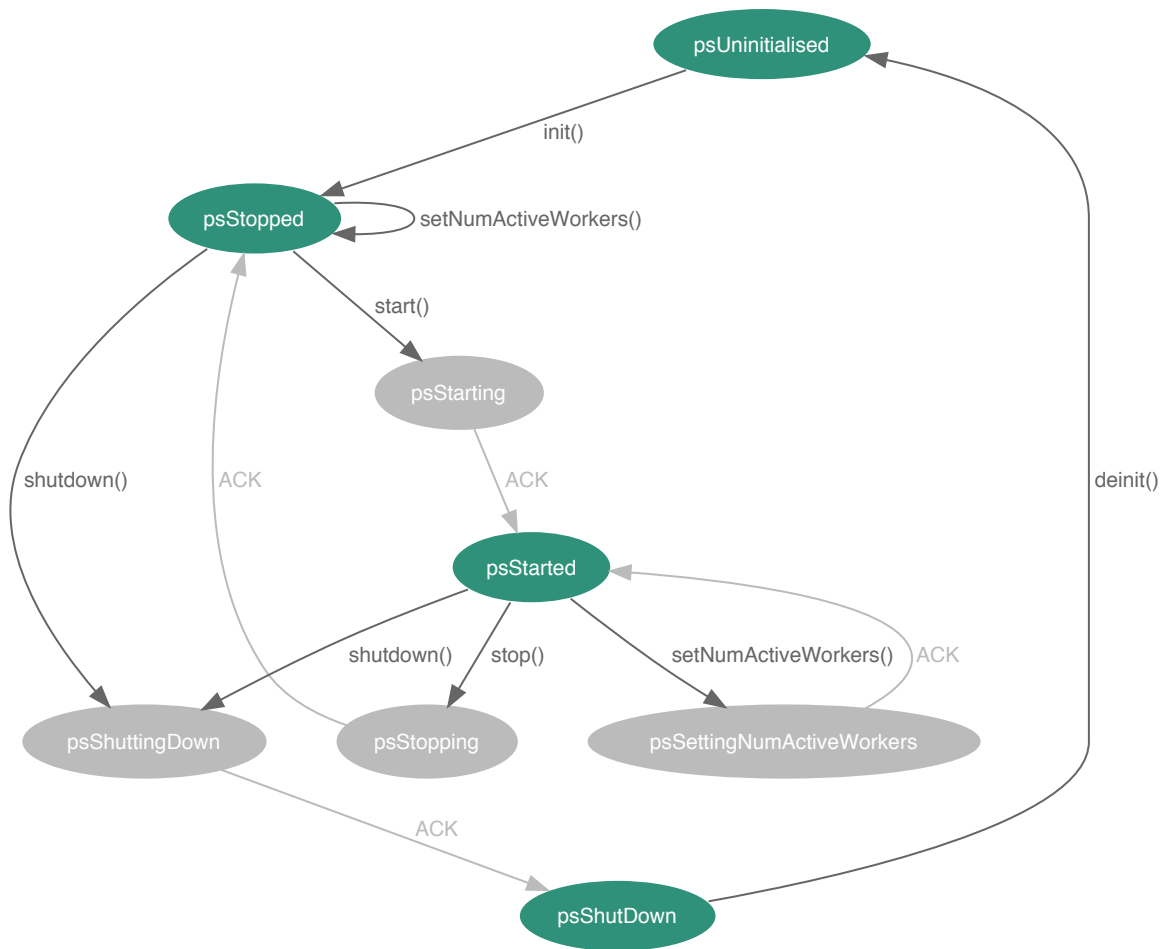 psUninitialised
init()
psStopped
setNumActiveWorkers()
start()
psStarting
shutdown()
ACK
ACK
deinit()
psStarted
shutdown()
stop()
setNumActiveWorkers()
ACK
psShuttingDown
psStopping
psSettingNumActiveWorkers
ACK
psShutDown